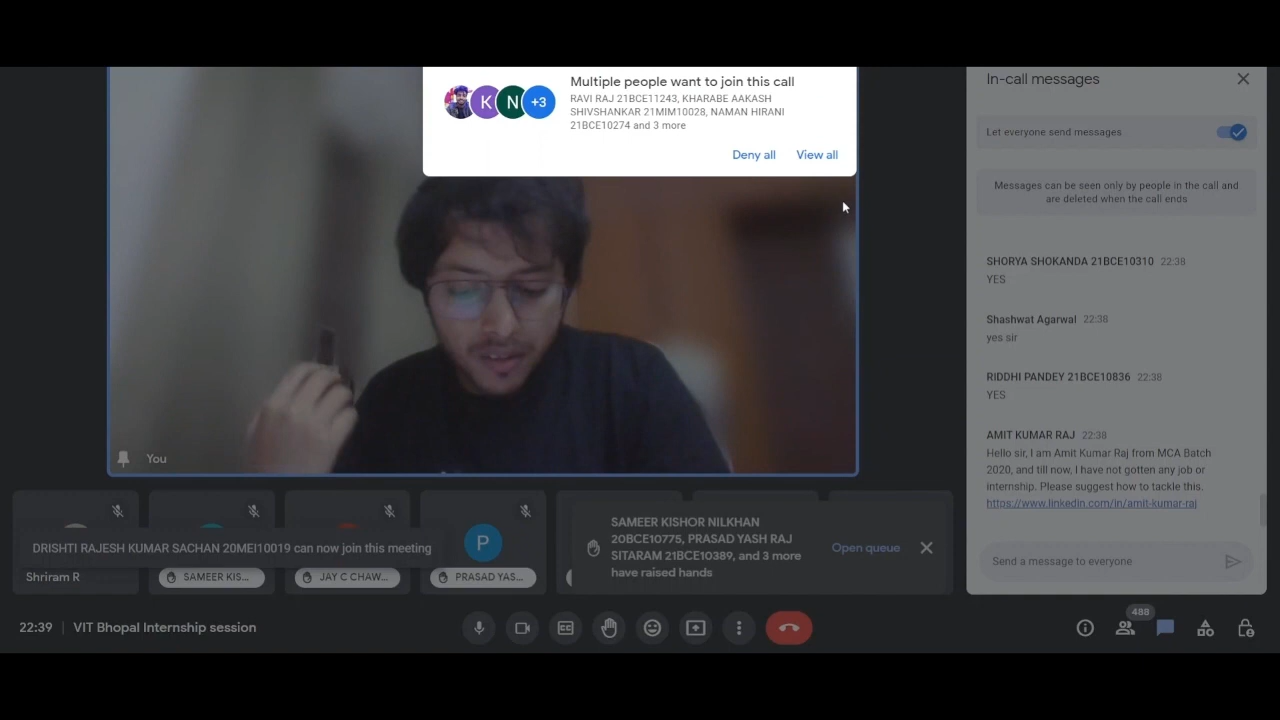 Multiple people want to join this call
RAVI RAJ 21BCE11243, KHARABE AAKASH
SHIVSHANKAR 21MIM10028, NAMAN HIRANI
21BCE10274 and 3 more
K
N
+3
Deny all
View all
You
In-call messages
Let everyone send messages
Messages can be seen only by people in the call and
are deleted when the call ends
SHORYA SHOKANDA 21BCE10310 22:38
YES
Shashwat Agarwal 22:38
yes sir
RIDDHI PANDEY 21BCE10836 22:38
YES
AMIT KUMAR RAJ 22:38
Hello sir, I am Amit Kumar Raj from MCA Batch
2020, and till now, I have not gotten any job or
internship. Please suggest how to tackle this.
https://www.linkedin.com/in/amit-kumar-raj
Send a message to everyone
DRISHTI RAJESH KUMAR SACHAN 20MEI10019 can now join this meeting
Shriram R
SAMEER KIS...
JAY C CHAW...
P
PRASAD YAS...
SAMEER KISHOR NILKHAN
20BCE10775, PRASAD YASH RAJ
SITARAM 21BCE10389, and 3 more
have raised hands
Open queue
22:39 | VIT Bhopal Internship session
488